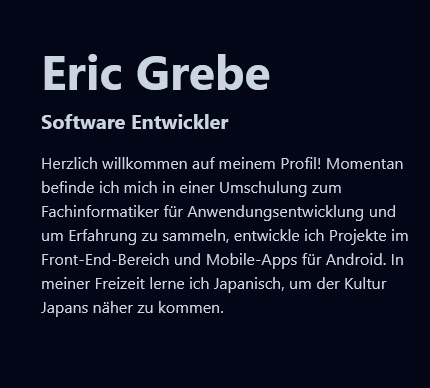 Eric Grebe
Software Entwickler
Herzlich willkommen auf meinem Profil! Momentan
befinde ich mich in einer Umschulung zum
Fachinformatiker für Anwendungsentwicklung und
um Erfahrung zu sammeln, entwickle ich Projekte im
Front-End-Bereich und Mobile-Apps für Android. In
meiner Freizeit lerne ich Japanisch, um der Kultur
Japans näher zu kommen.